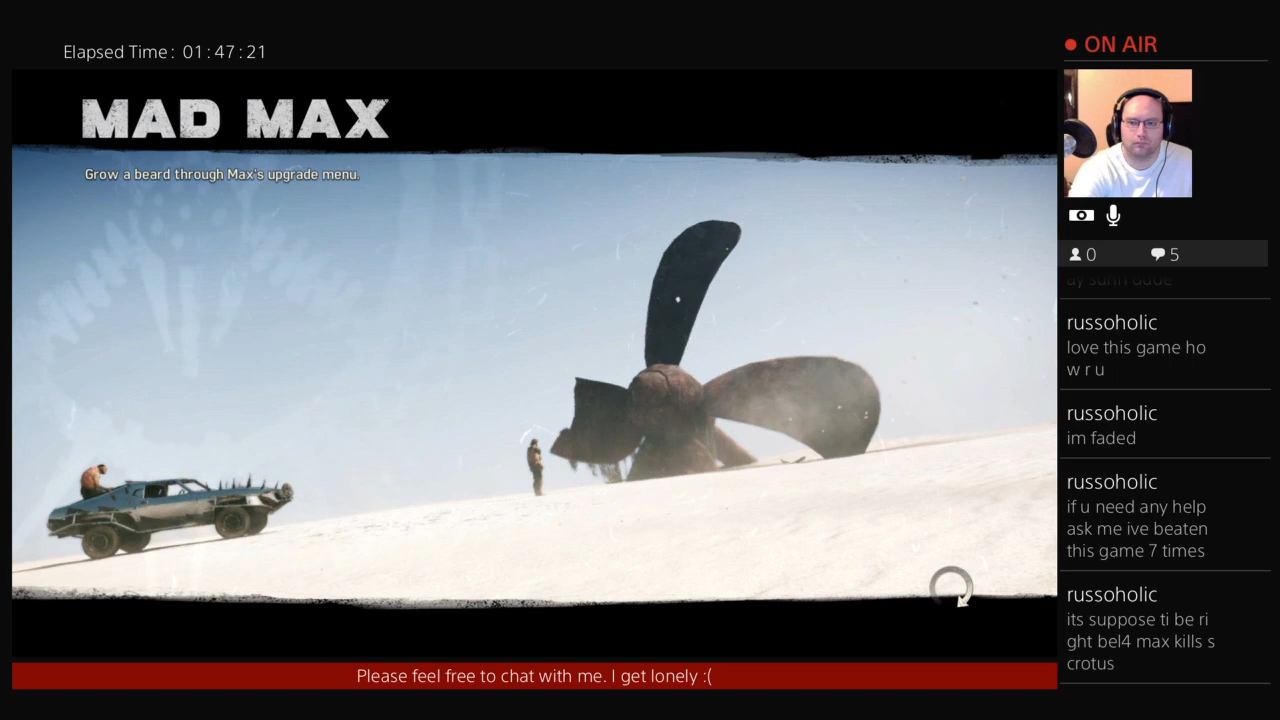 Elapsed Time: 01:47:21
ON AIR
MAD MAX
Grow a beard through Max's upgrade menu.
0
5
russoholic
love this game ho
w r u
russoholic
im faded
russoholic
if u need any help
ask me ive beaten
this game 7 times
russoholic
its suppose ti be ri
ght bel4 max kills s
crotus
Please feel free to chat with me. I get lonely :(